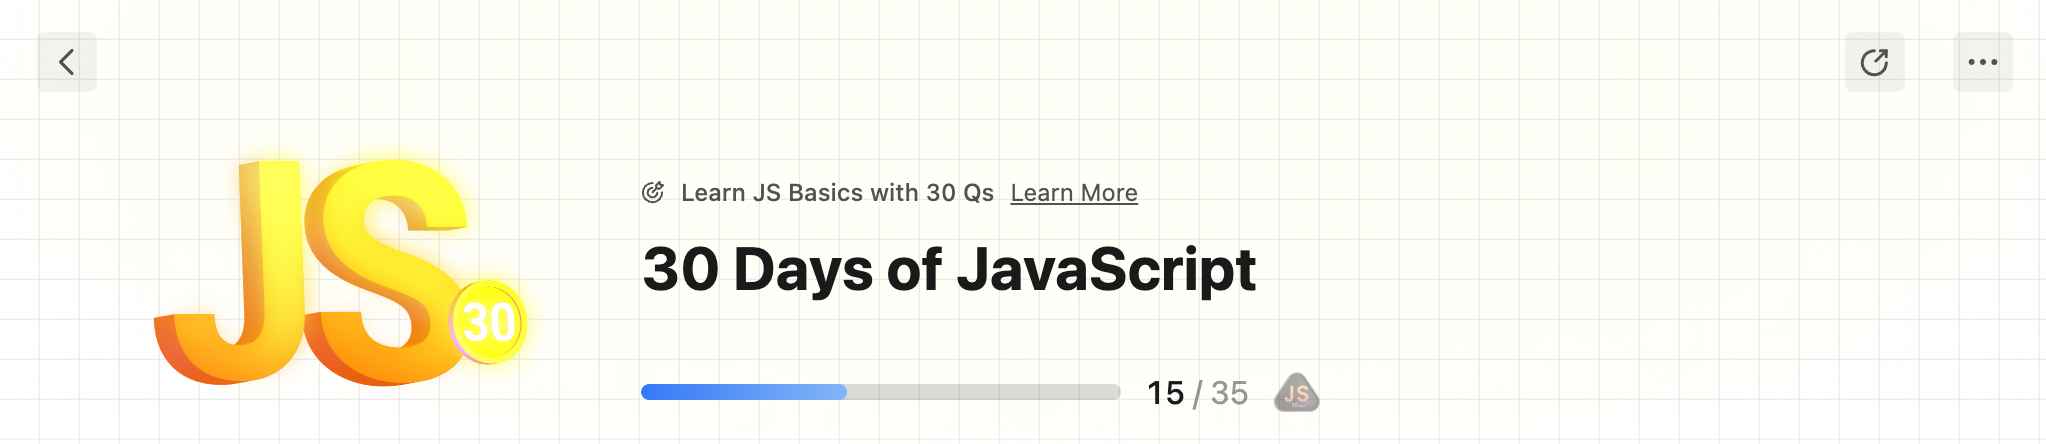 JS
30
Learn JS Basics with 30 Qs Learn More
30 Days of JavaScript
15 / 35
JS